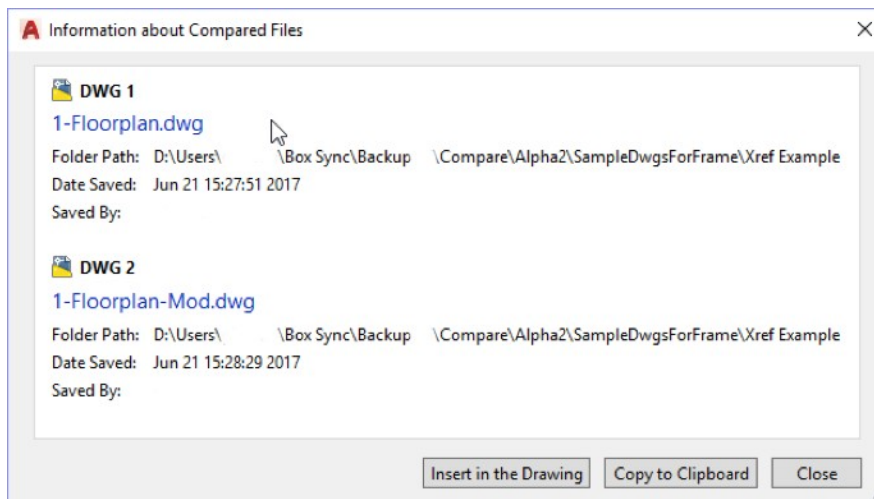 Information about Compared Files
DWG 1
1-Floorplan.dwg
Folder Path: D:\Users\ \Box Sync\Backup \Compare\Alpha2\SampleDwgsForFrame\Xref Example
Date Saved: Jun 21 15:27:51 2017
Saved By:
DWG 2
1-Floorplan-Mod.dwg
Folder Path: D:\Users\ \Box Sync\Backup \Compare\Alpha2\SampleDwgsForFrame\Xref Example
Date Saved: Jun 21 15:28:29 2017
Saved By:
Insert in the Drawing Copy to Clipboard Close